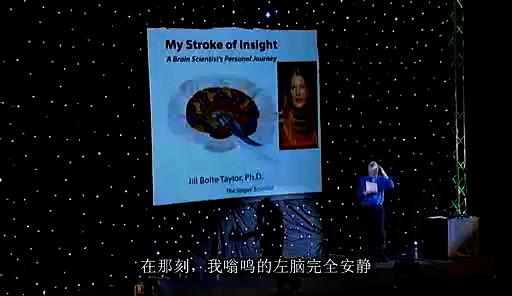 My Stroke of Insight
A Brain Scientist's Personal Journey
Jill Bolte Taylor, Ph.D.
The Singin' Scientist
在那刻，我嗡鸣的左脑完全安静